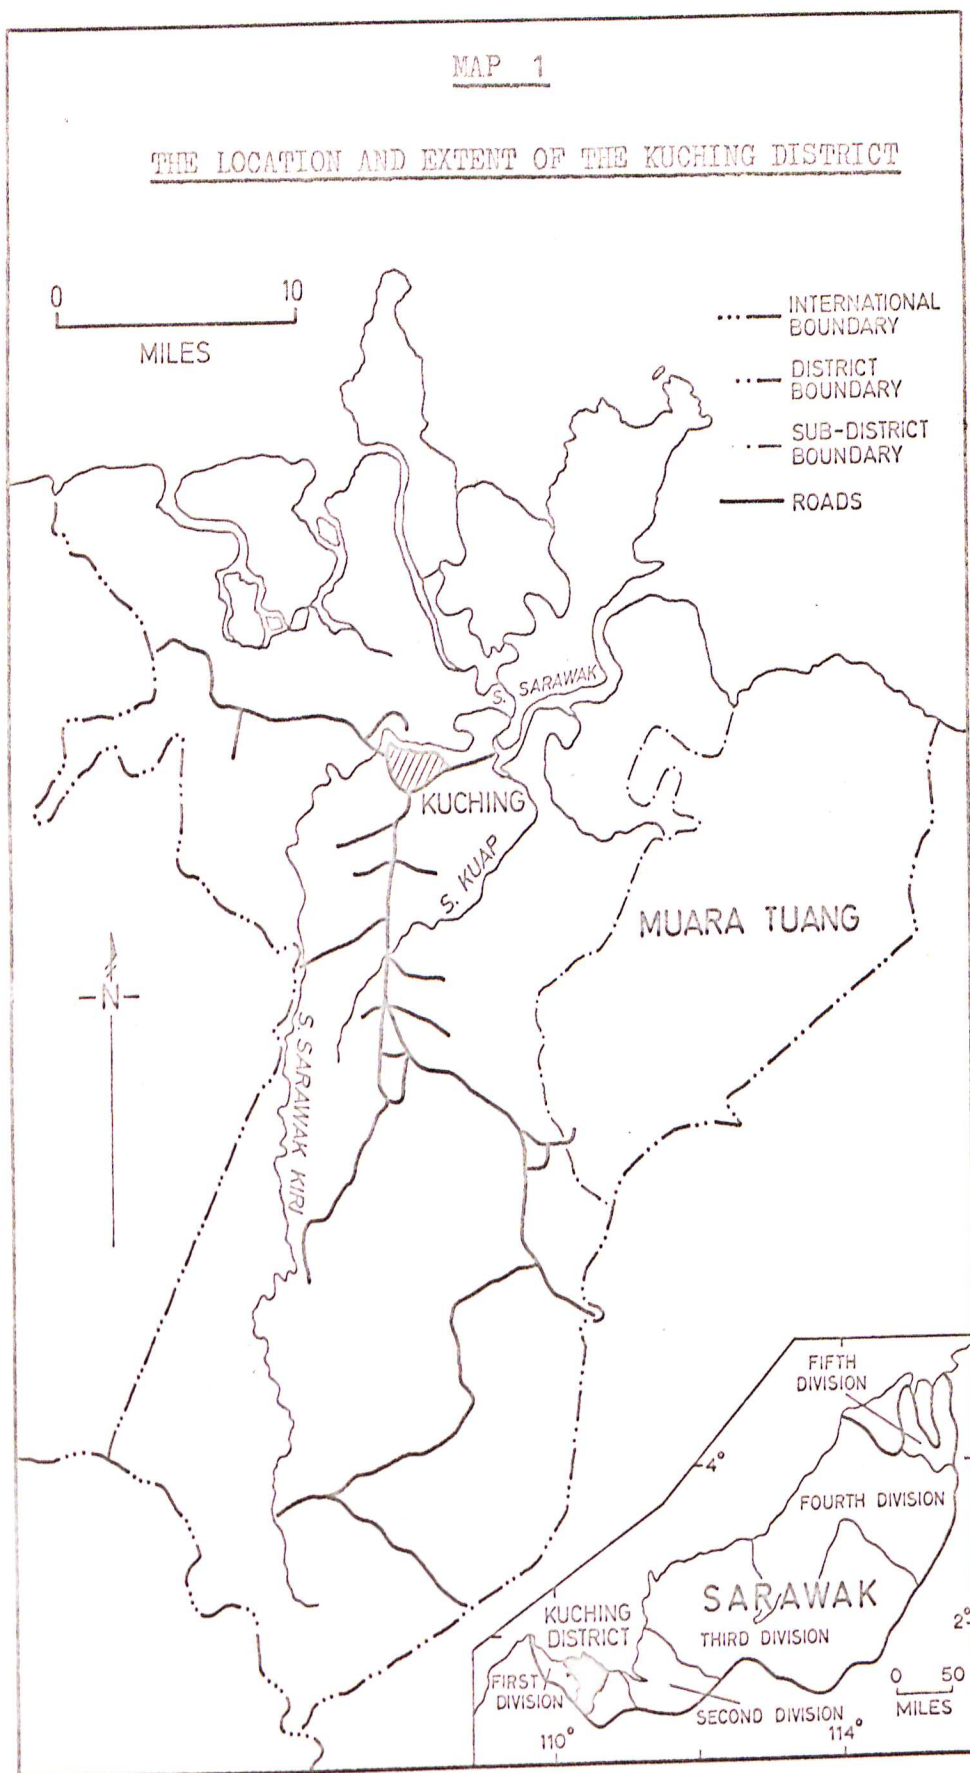 MAP 1
THE LOCATION AND EXTENT OF THE KUCHING DISTRICT
0 10
MILES
INTERNATIONAL
BOUNDARY
DISTRICT
BOUNDARY
SUB-DISTRICT
BOUNDARY
ROADS
S. SARAWAK
KUCHING
S. KUAP
MUARA TUANG
N
S. SARAWAK KIRI
FIFTH
DIVISION
4°
FOURTH DIVISION
SARAWAK
2°
KUCHING
DISTRICT
THIRD DIVISION
FIRST
DIVISION
0 50
MILES
SECOND DIVISION
110°
114°